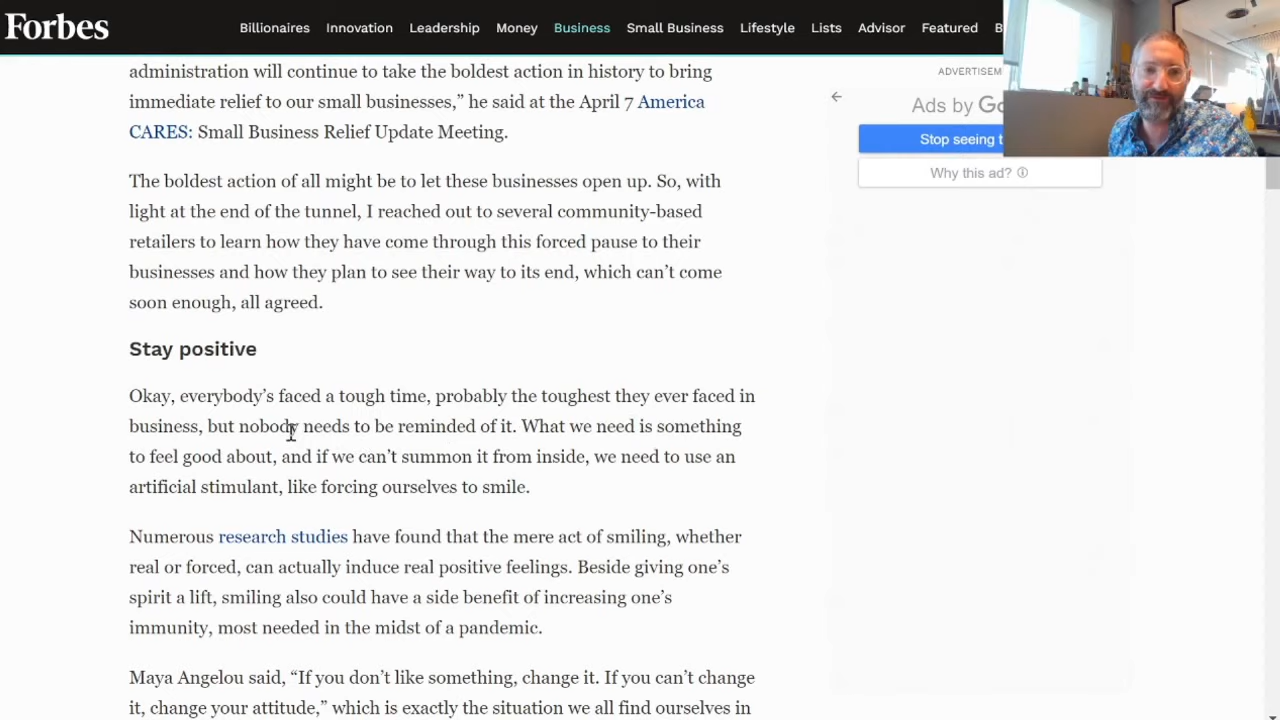 Forbes
Billionaires Innovation Leadership Money Business Small Business Lifestyle Lists Advisor Featured
ADVERTISEM
administration will continue to take the boldest action in history to bring
immediate relief to our small businesses,” he said at the April 7 America
CARES: Small Business Relief Update Meeting.
The boldest action of all might be to let these businesses open up. So, with
light at the end of the tunnel, I reached out to several community-based
retailers to learn how they have come through this forced pause to their
businesses and how they plan to see their way to its end, which can’t come
soon enough, all agreed.
Stay positive
Okay, everybody’s faced a tough time, probably the toughest they ever faced in
business, but nobody needs to be reminded of it. What we need is something
to feel good about, and if we can’t summon it from inside, we need to use an
artificial stimulant, like forcing ourselves to smile.
Numerous research studies have found that the mere act of smiling, whether
real or forced, can actually induce real positive feelings. Beside giving one’s
spirit a lift, smiling also could have a side benefit of increasing one’s
immunity, most needed in the midst of a pandemic.
Maya Angelou said, “If you don’t like something, change it. If you can’t change
it, change your attitude,” which is exactly the situation we all find ourselves in
Ads by Go
Stop seeing t
Why this ad?